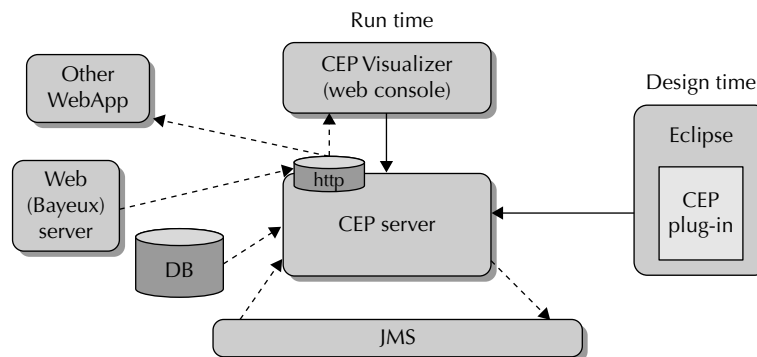 Run time
Other
WebApp
CEP Visualizer
(web console)
Design time
Eclipse
Web
(Bayeux)
server
http
CEP
plug-in
CEP server
DB
JMS